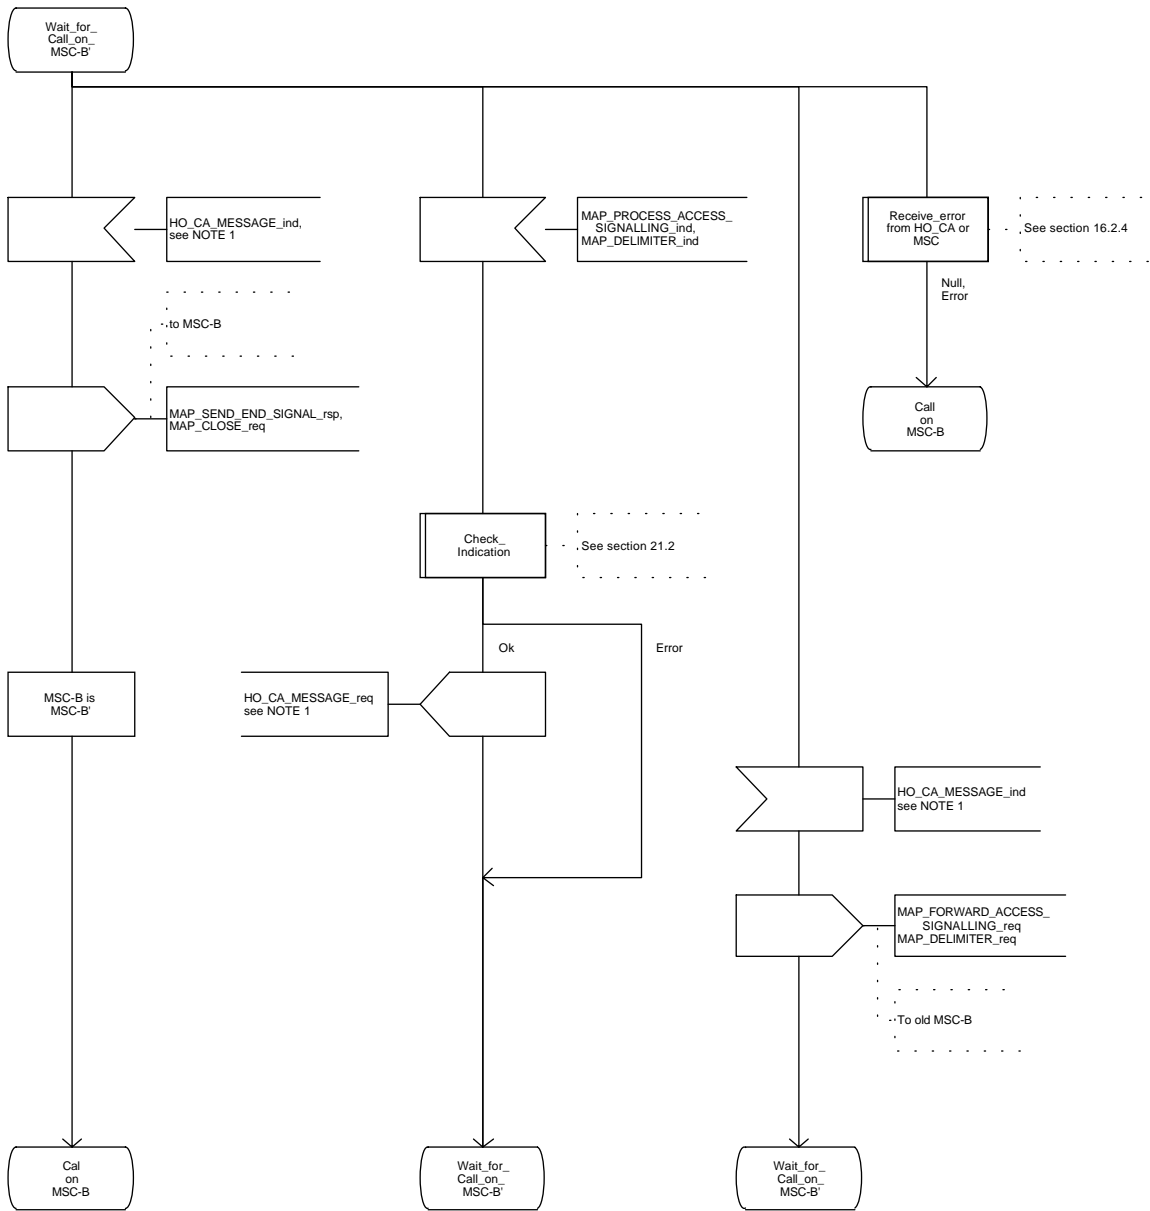 Wait_for_
Call_on_
MSC-B'
HO_CA_MESSAGE_ind,
see NOTE 1
MAP_PROCESS_ACCESS_
SIGNALLING_ind,
MAP_DELIMITER_ind
Receive_error
from HO_CA or
MSC
See section 16.2.4
Null,
Error
to MSC-B
MAP_SEND_END_SIGNAL_rsp,
MAP_CLOSE_req
Call
on
MSC-B
Check_
Indication
See section 21.2
Ok
Error
MSC-B is
MSC-B'
HO_CA_MESSAGE_req
see NOTE 1
HO_CA_MESSAGE_ind
see NOTE 1
MAP_FORWARD_ACCESS_
SIGNALLING_req
MAP_DELIMITER_req
To old MSC-B
Cal
on
MSC-B
Wait_for_
Call_on_
MSC-B'
Wait_for_
Call_on_
MSC-B'